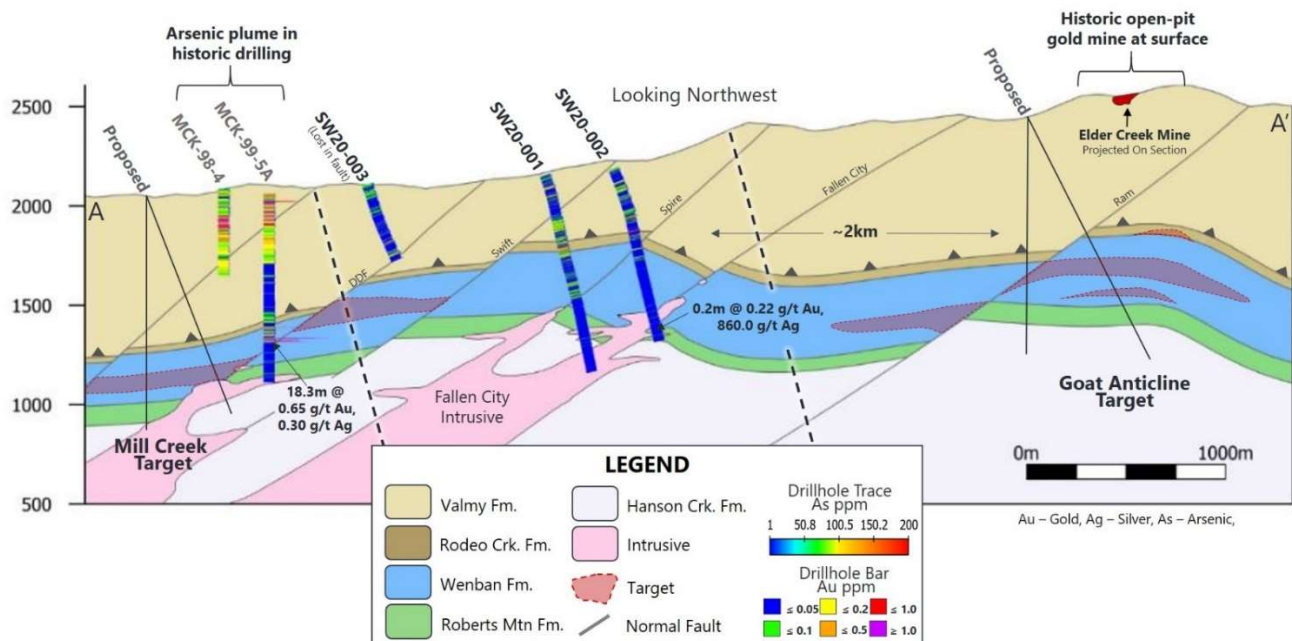 Arsenic plume in
historic drilling
Historic open-pit
gold mine at surface
Looking Northwest
Proposed
MCK-98-4
MCK-99-5A
SW20-003
(Lost in fault)
SW20-001
SW20-002
Proposed
Elder Creek Mine
Projected On Section
A
A'
2500
2000
1500
1000
500
DDF
Swift
Spire
Fallen City
Ram
~2km
0.2m @ 0.22 g/t Au,
860.0 g/t Ag
18.3m @
0.65 g/t Au,
0.30 g/t Ag
Fallen City
Intrusive
Mill Creek
Target
Goat Anticline
Target
0m
1000m
Au – Gold, Ag – Silver, As – Arsenic,
LEGEND
Valmy Fm.
Rodeo Crk. Fm.
Wenban Fm.
Roberts Mtn Fm.
Hanson Crk. Fm.
Intrusive
Target
Normal Fault
Drillhole Trace
As ppm
1 50.8 100.5 150.2 200
Drillhole Bar
Au ppm
≤ 0.05 ≤ 0.2 ≤ 1.0
≤ 0.1 ≤ 0.5 ≥ 1.0